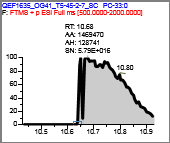 QEF1635_OG41_T5-45-2-7_SC PC-33:0
F: FTMS + p ESI Full ms [500.0000-2000.0000]
RT: 10.68
AA: 1469470
AH: 128741
SN: 5.79e+016
100
80
60
40
20
0
10.80
10.5 10.6 10.7 10.8 10.9